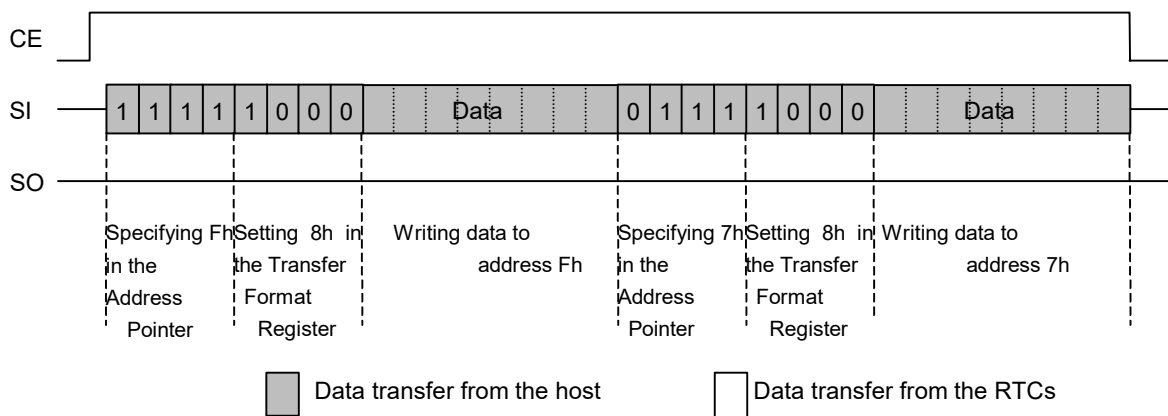 CE
SI 1 1 1 1 1 0 0 0 Data 0 1 1 1 1 0 0 0 Data
SO
Specifying Fh Setting 8h in Writing data to Specifying 7h Setting 8h in Writing data to
in the the Transfer address Fh in the the Transfer address 7h
Address Format Address Format
Pointer Register Pointer Register
Data transfer from the host Data transfer from the RTCs